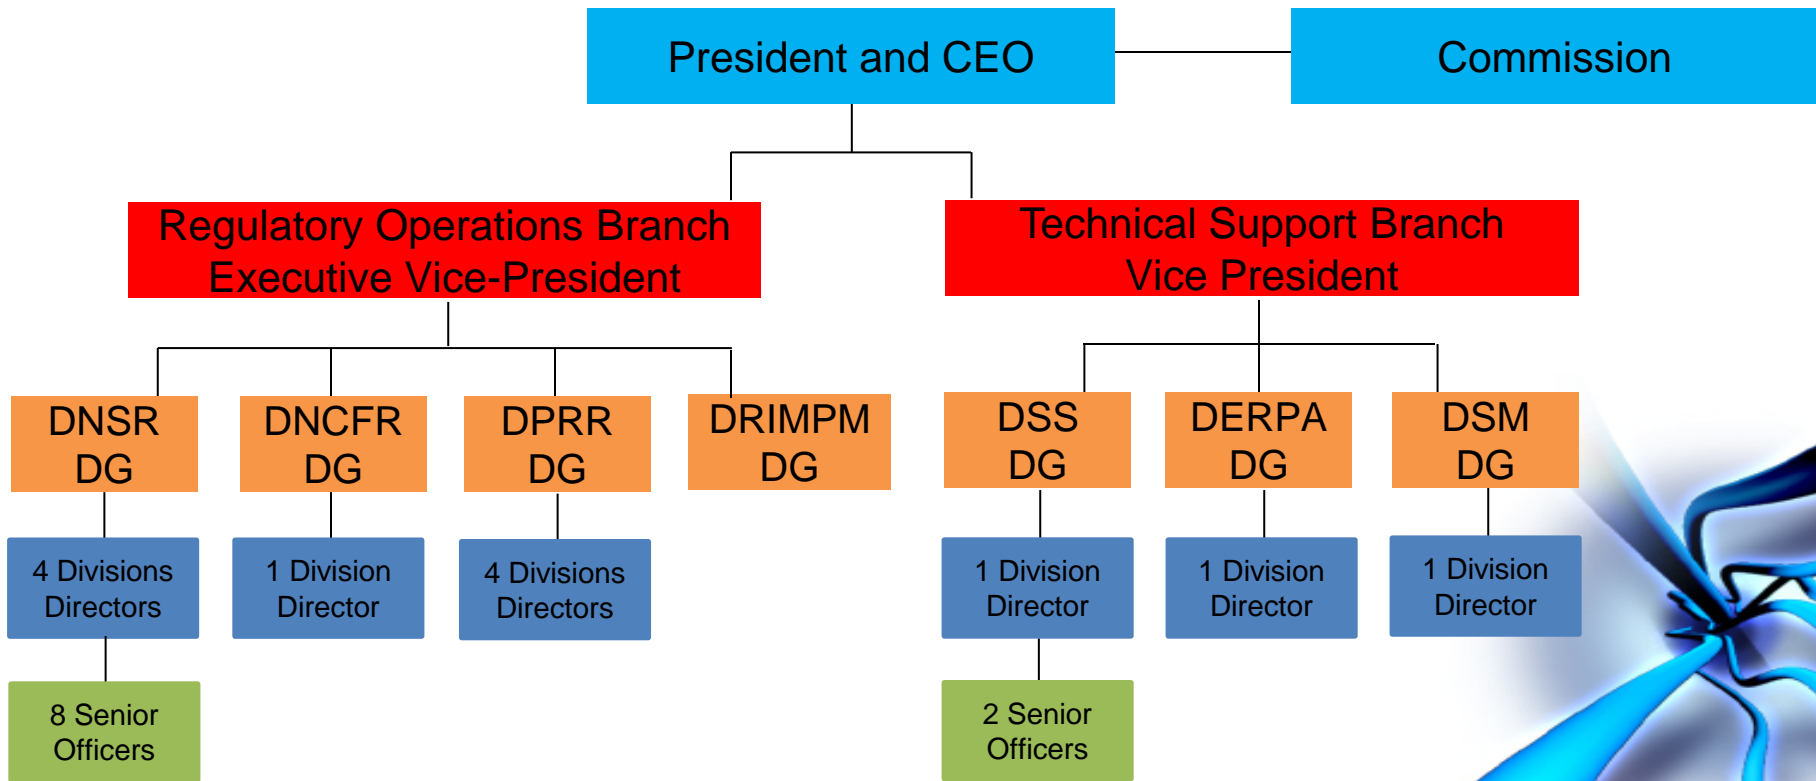 President and CEO
Commission
Regulatory Operations Branch
Executive Vice-President
Technical Support Branch
Vice President
DNSR
DG
DNCFR
DG
DPRR
DG
DRIMPM
DG
DSS
DG
DERPA
DG
DSM
DG
4 Divisions
Directors
1 Division
Director
4 Divisions
Directors
1 Division
Director
1 Division
Director
1 Division
Director
8 Senior
Officers
2 Senior
Officers